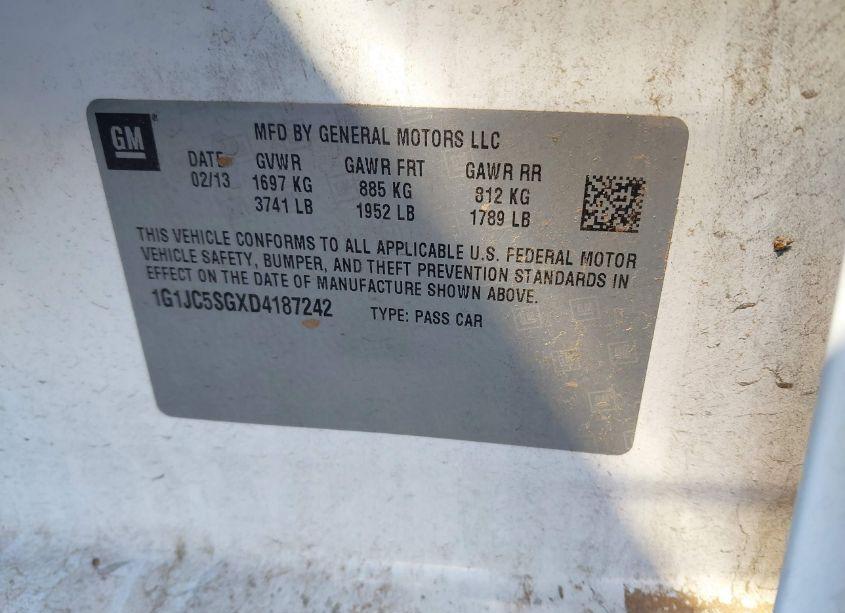 GM
MFD BY GENERAL MOTORS LLC
DATE GVWR GAWR FRT GAWR RR
02/13 1697 KG 885 KG 812 KG
3741 LB 1952 LB 1789 LB
THIS VEHICLE CONFORMS TO ALL APPLICABLE U.S. FEDERAL MOTOR
VEHICLE SAFETY, BUMPER, AND THEFT PREVENTION STANDARDS IN
EFFECT ON THE DATE OF MANUFACTURE SHOWN ABOVE.
1G1JC5SGXD4187242 TYPE: PASS CAR